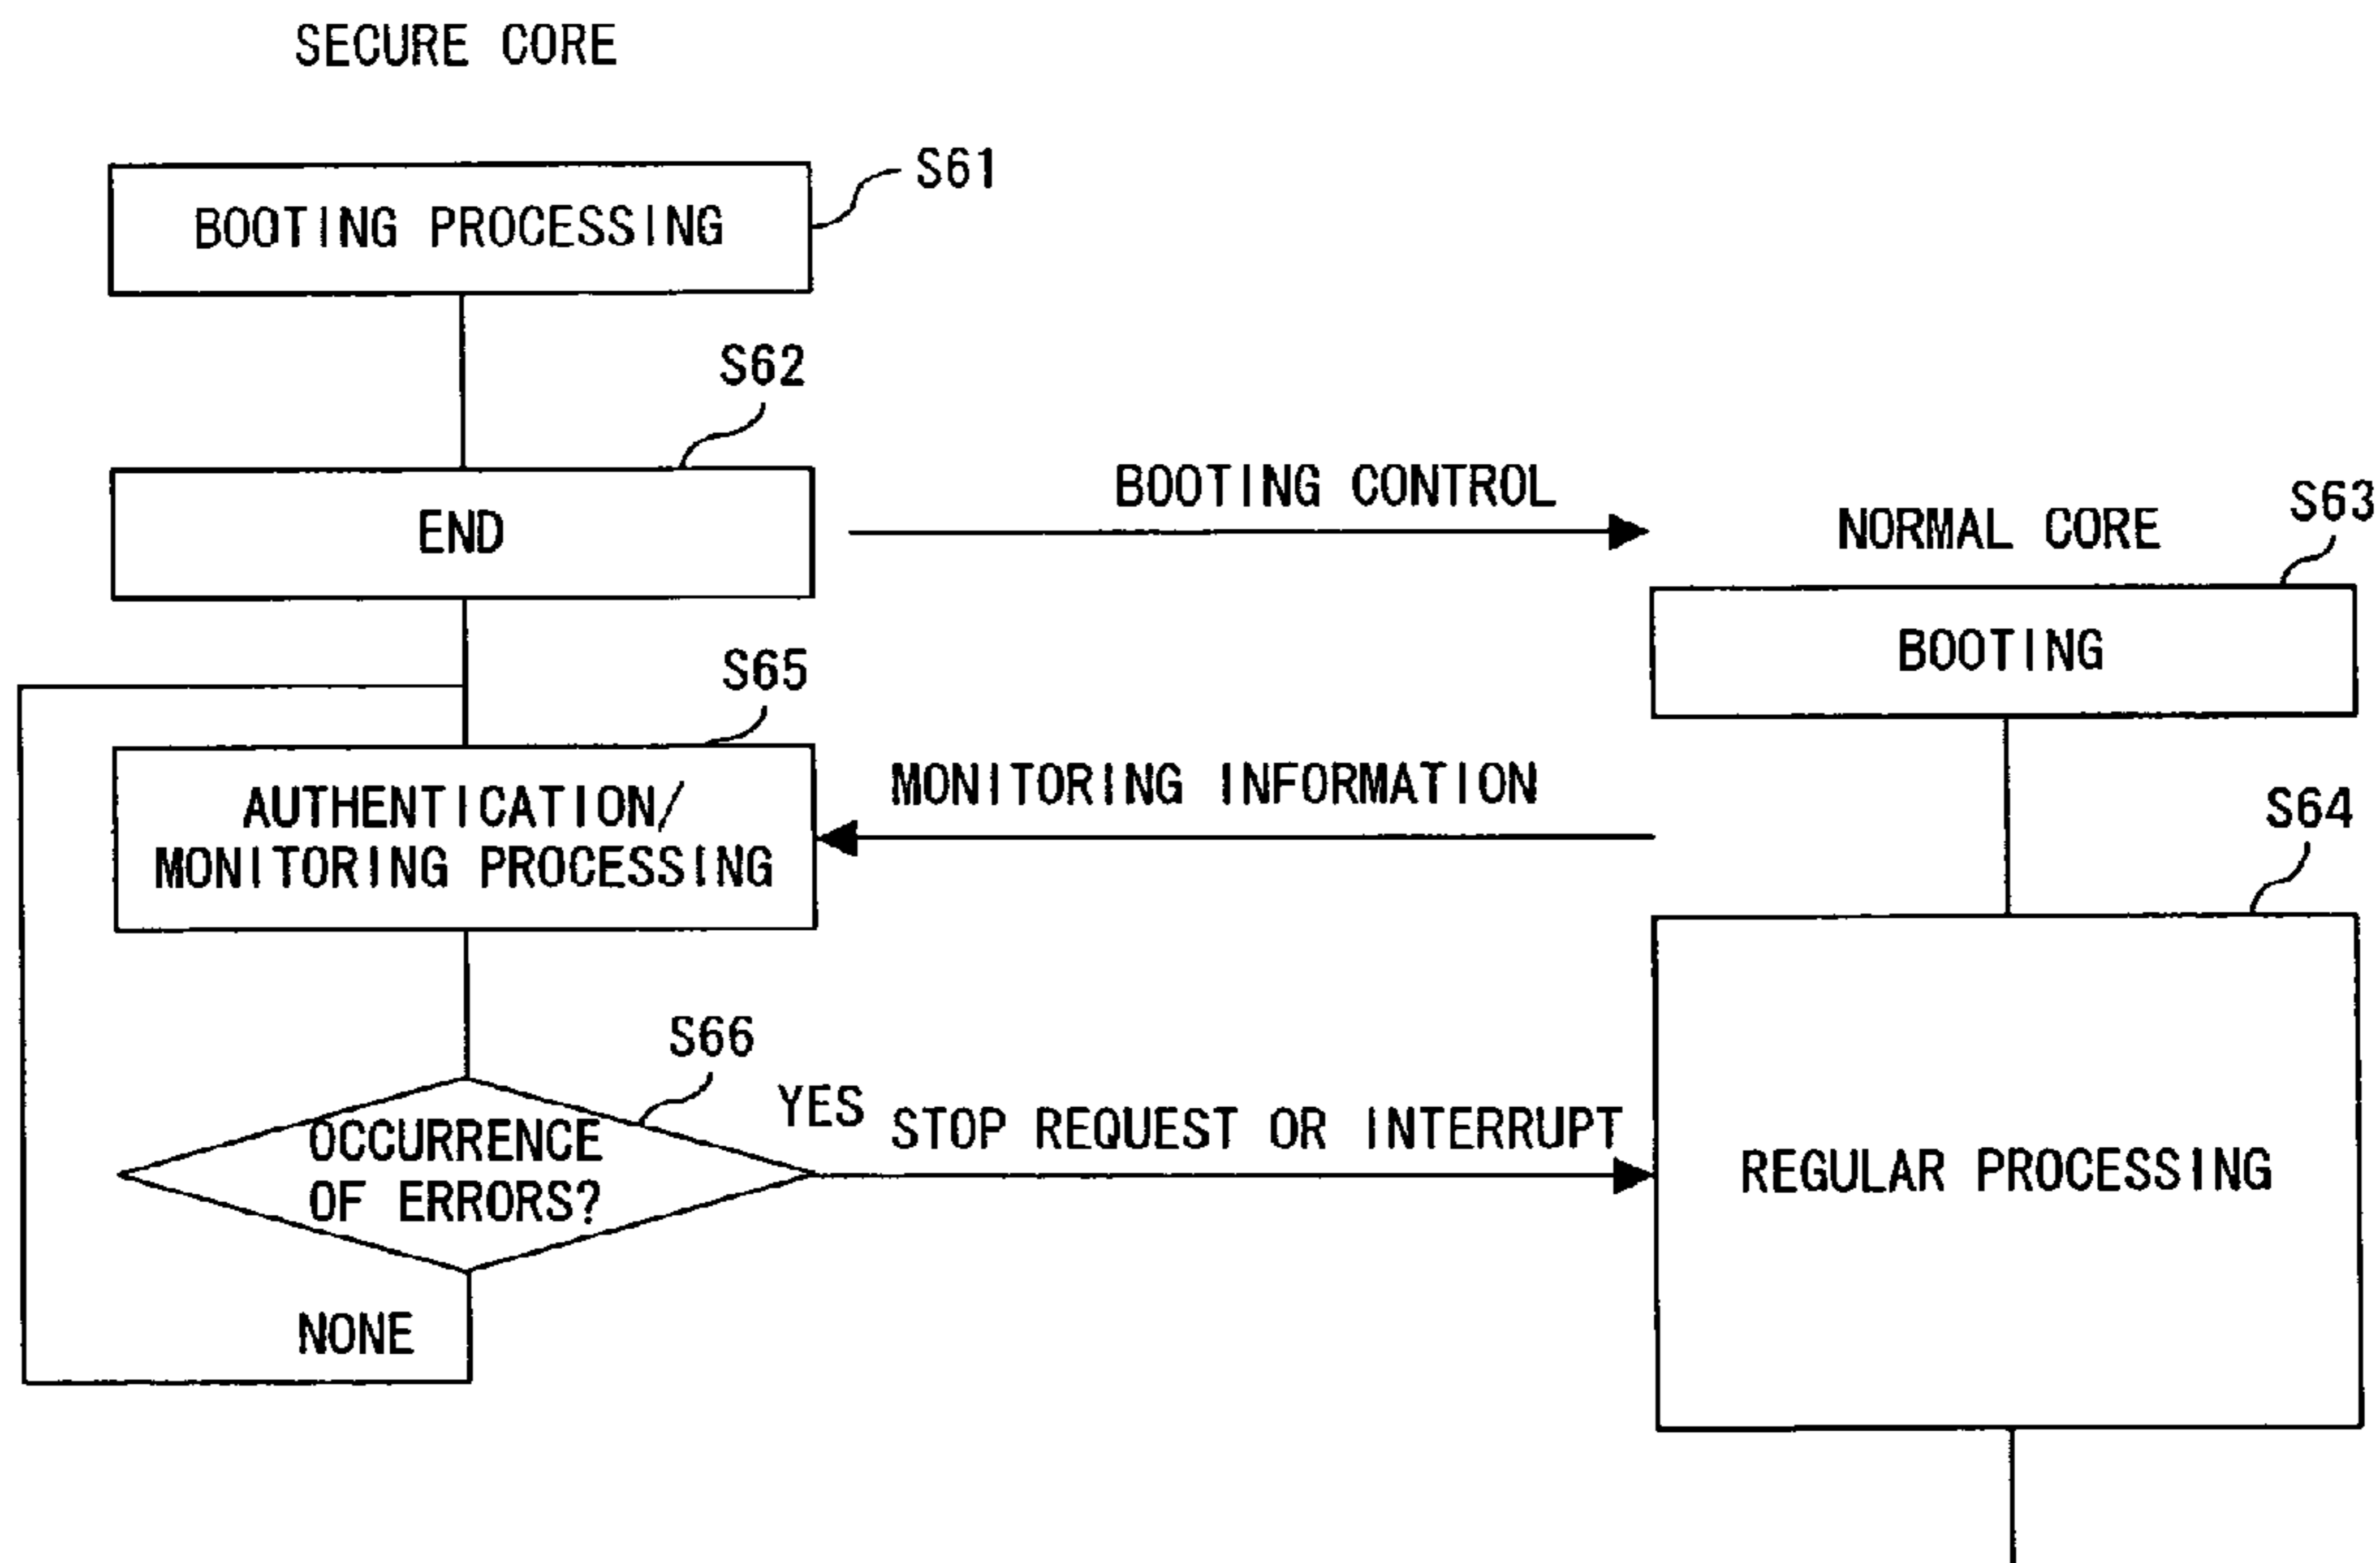 SECURE CORE
S61
BOOTING PROCESSING
S62
END
BOOTING CONTROL
NORMAL CORE
S63
BOOTING
S65
AUTHENTICATION/
MONITORING PROCESSING
MONITORING INFORMATION
S64
S66
OCCURRENCE
OF ERRORS?
YES
STOP REQUEST OR INTERRUPT
REGULAR PROCESSING
NONE